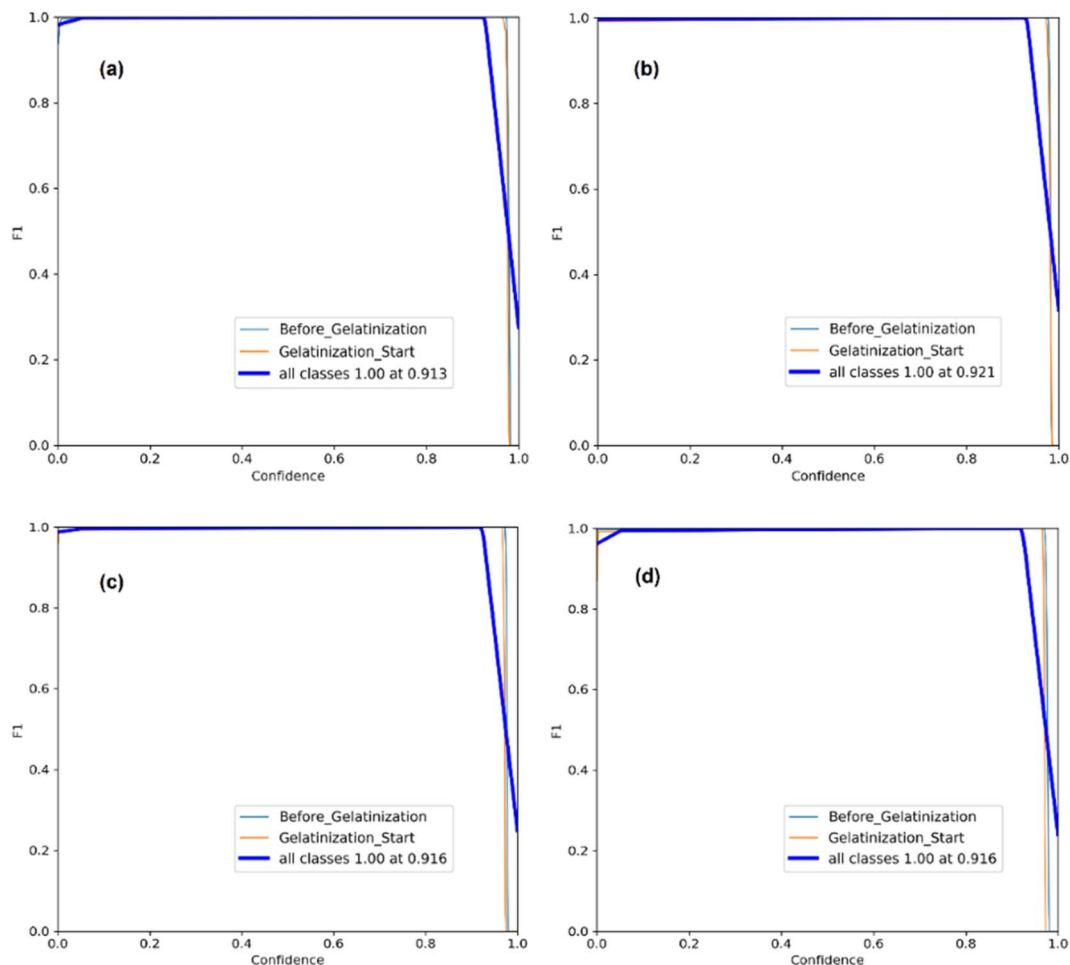 1.0
0.8
0.6
0.4
0.2
0.0
F1
(a)
Before_Gelatinization
Gelatinization_Start
all classes 1.00 at 0.913
0.0 0.2 0.4 0.6 0.8 1.0
Confidence
1.0
0.8
0.6
0.4
0.2
0.0
F1
(b)
Before_Gelatinization
Gelatinization_Start
all classes 1.00 at 0.921
0.0 0.2 0.4 0.6 0.8 1.0
Confidence
1.0
0.8
0.6
0.4
0.2
0.0
F1
(c)
Before_Gelatinization
Gelatinization_Start
all classes 1.00 at 0.916
0.0 0.2 0.4 0.6 0.8 1.0
Confidence
1.0
0.8
0.6
0.4
0.2
0.0
F1
(d)
Before_Gelatinization
Gelatinization_Start
all classes 1.00 at 0.916
0.0 0.2 0.4 0.6 0.8 1.0
Confidence